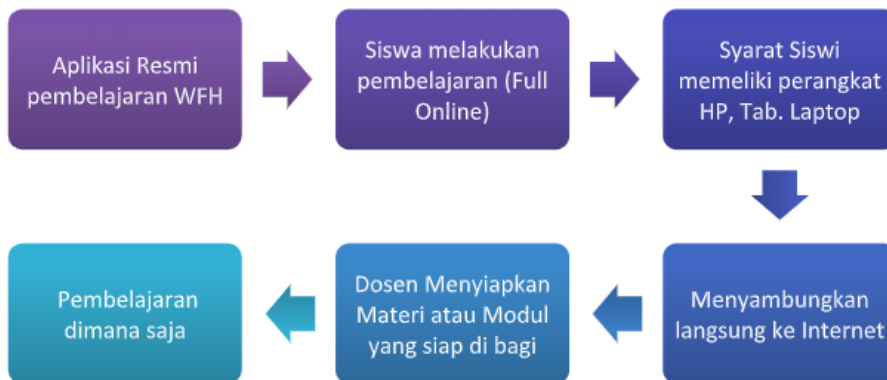 Aplikasi Resmi
pembelajaran WFH
Siswa melakukan
pembelajaran (Full
Online)
Syarat Siswi
memeliki perangkat
HP, Tab. Laptop
Menyambungkan
langsung ke Internet
Dosen Menyiapkan
Materi atau Modul
yang siap di bagi
Pembelajaran
dimana saja